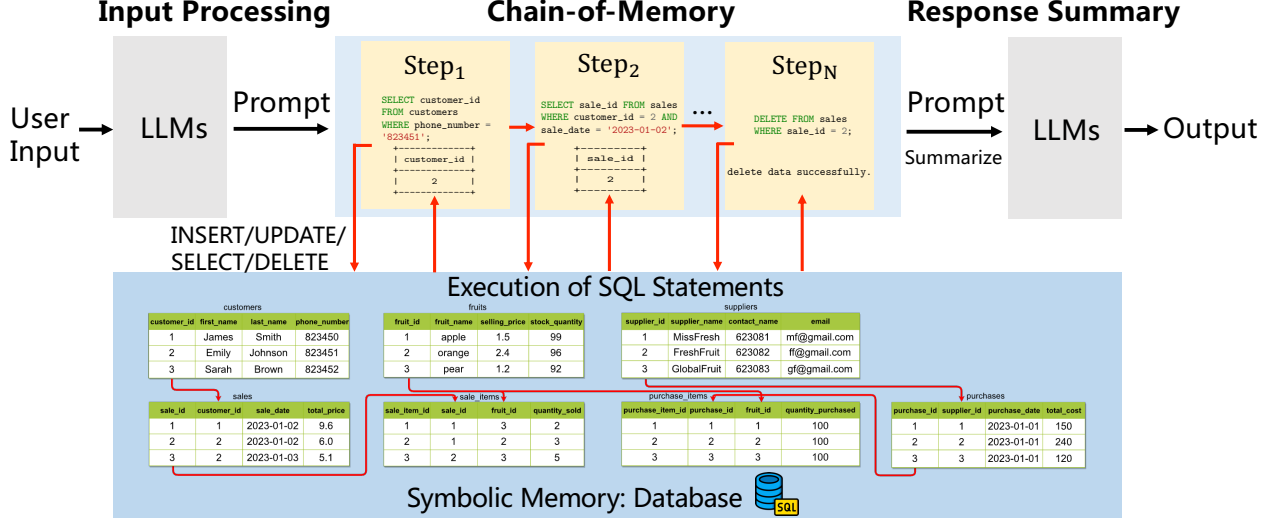 Input Processing
Chain-of-Memory
Response Summary
User
Input
LLMs
Prompt
Step1
SELECT customer_id
FROM customers
WHERE phone_number =
'823451';
+------------+
| customer_id |
+------------+
| 2 |
+------------+
Step2
SELECT sale_id FROM sales
WHERE customer_id = 2 AND
sale_date = '2023-01-02';
+---------+
| sale_id |
+---------+
| 2 |
+---------+
...
StepN
DELETE FROM sales
WHERE sale_id = 2;
delete data successfully.
Prompt
Summarize
LLMs
Output
INSERT/UPDATE/
SELECT/DELETE
Execution of SQL Statements
customers
customer_id first_name last_name phone_number
1 James Smith 823450
2 Emily Johnson 823451
3 Sarah Brown 823452
fruits
fruit_id fruit_name selling_price stock_quantity
1 apple 1.5 99
2 orange 2.4 96
3 pear 1.2 92
suppliers
supplier_id supplier_name contact_name email
1 MissFresh 623081 mf@gmail.com
2 FreshFruit 623082 ff@gmail.com
3 GlobalFruit 623083 gf@gmail.com
sales
sale_id customer_id sale_date total_price
1 1 2023-01-02 9.6
2 2 2023-01-02 6.0
3 2 2023-01-03 5.1
sale_items
sale_item_id sale_id fruit_id quantity_sold
1 1 3 2
2 1 2 3
3 2 3 5
purchase_items
purchase_item_id purchase_id fruit_id quantity_purchased
1 1 1 100
2 2 2 100
3 3 3 100
purchases
purchase_id supplier_id purchase_date total_cost
1 1 2023-01-01 150
2 2 2023-01-01 240
3 3 2023-01-01 120
Symbolic Memory: Database
SQL